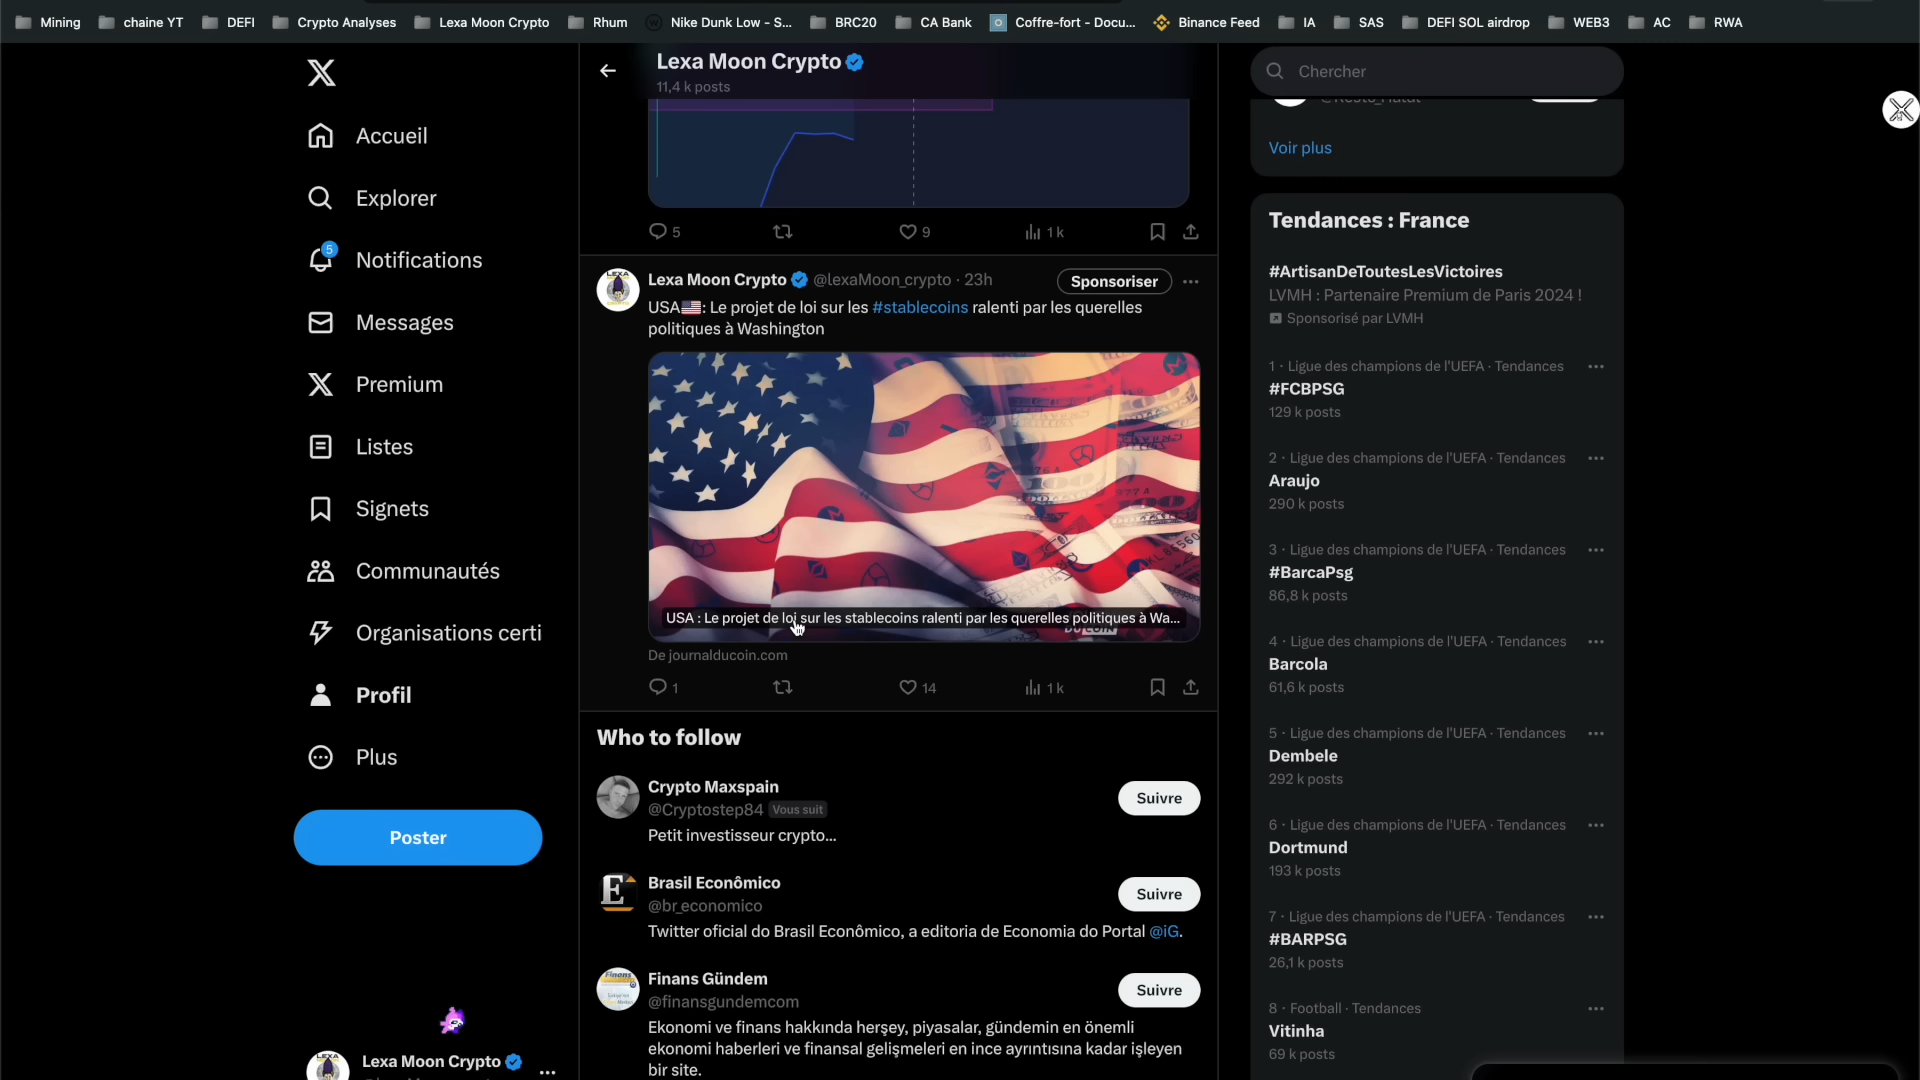 Mining chaine YT DEFI Crypto Analyses Lexa Moon Crypto Rhum Nike Dunk Low - S... BRC20 CA Bank Coffre-fort - Docu... Binance Feed IA SAS DEFI SOL airdrop WEB3 AC RWA
Accueil
Explorer
5
Notifications
Messages
Premium
Listes
Signets
Communautés
Organisations certi
Profil
Plus
Poster
Lexa Moon Crypto
Lexa Moon Crypto
11,4 k posts
5 9 1 k
Lexa Moon Crypto @lexaMoon_crypto · 23h
Sponsoriser
USA🇺🇸: Le projet de loi sur les #stablecoins ralenti par les querelles
politiques à Washington
USA : Le projet de loi sur les stablecoins ralenti par les querelles politiques à Wa...
De journalducoin.com
1 14 1 k
Who to follow
Crypto Maxspain
@Cryptostep84 Vous suit
Suivre
Petit investisseur crypto...
Brasil Econômico
@br_economico
Suivre
Twitter oficial do Brasil Econômico, a editoria de Economia do Portal @iG.
Finans Gündem
@finansgundemcom
Suivre
Ekonomi ve finans hakkında herşey, piyasalar, gündemin en önemli
ekonomi haberleri ve finansal gelişmeleri en ince ayrıntısına kadar işleyen
bir site.
Chercher
Voir plus
Tendances : France
#ArtisanDeToutesLesVictoires
LVMH : Partenaire Premium de Paris 2024 !
Sponsorisé par LVMH
1 · Ligue des champions de l'UEFA · Tendances
#FCBPSG
129 k posts
2 · Ligue des champions de l'UEFA · Tendances
Araujo
290 k posts
3 · Ligue des champions de l'UEFA · Tendances
#BarcaPsg
86,8 k posts
4 · Ligue des champions de l'UEFA · Tendances
Barcola
61,6 k posts
5 · Ligue des champions de l'UEFA · Tendances
Dembele
292 k posts
6 · Ligue des champions de l'UEFA · Tendances
Dortmund
193 k posts
7 · Ligue des champions de l'UEFA · Tendances
#BARPSG
26,1 k posts
8 · Football · Tendances
Vitinha
69 k posts